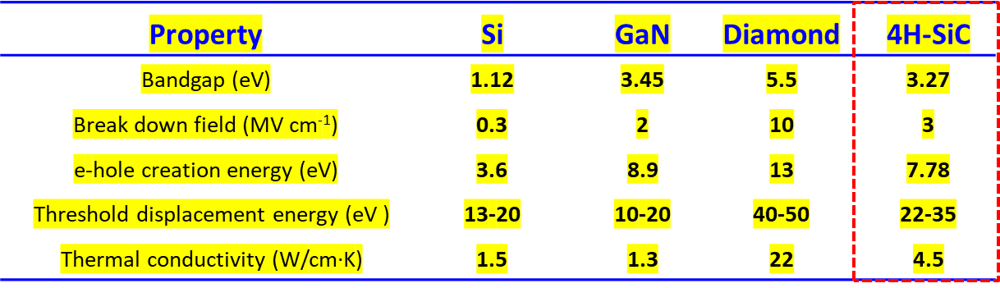 Property Si GaN Diamond 4H-SiC
Bandgap (eV) 1.12 3.45 5.5 3.27
Break down field (MV cm-1) 0.3 2 10 3
e-hole creation energy (eV) 3.6 8.9 13 7.78
Threshold displacement energy (eV ) 13-20 10-20 40-50 22-35
Thermal conductivity (W/cm·K) 1.5 1.3 22 4.5